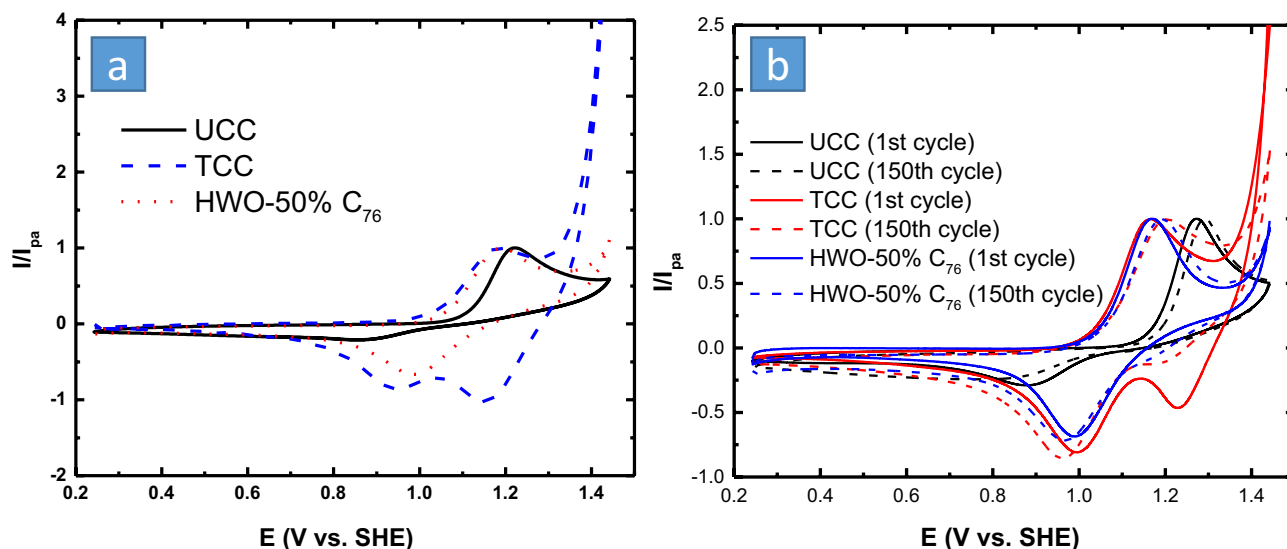 a
4
3
2
1
0
-1
-2
I/I_pa
UCC
TCC
HWO-50% C₇₆
0.2 0.4 0.6 0.8 1.0 1.2 1.4
E (V vs. SHE)
b
2.5
2.0
1.5
1.0
0.5
0.0
-0.5
-1.0
I/I_pa
UCC (1st cycle)
UCC (150th cycle)
TCC (1st cycle)
TCC (150th cycle)
HWO-50% C₇₆ (1st cycle)
HWO-50% C₇₆ (150th cycle)
0.2 0.4 0.6 0.8 1.0 1.2 1.4
E (V vs. SHE)